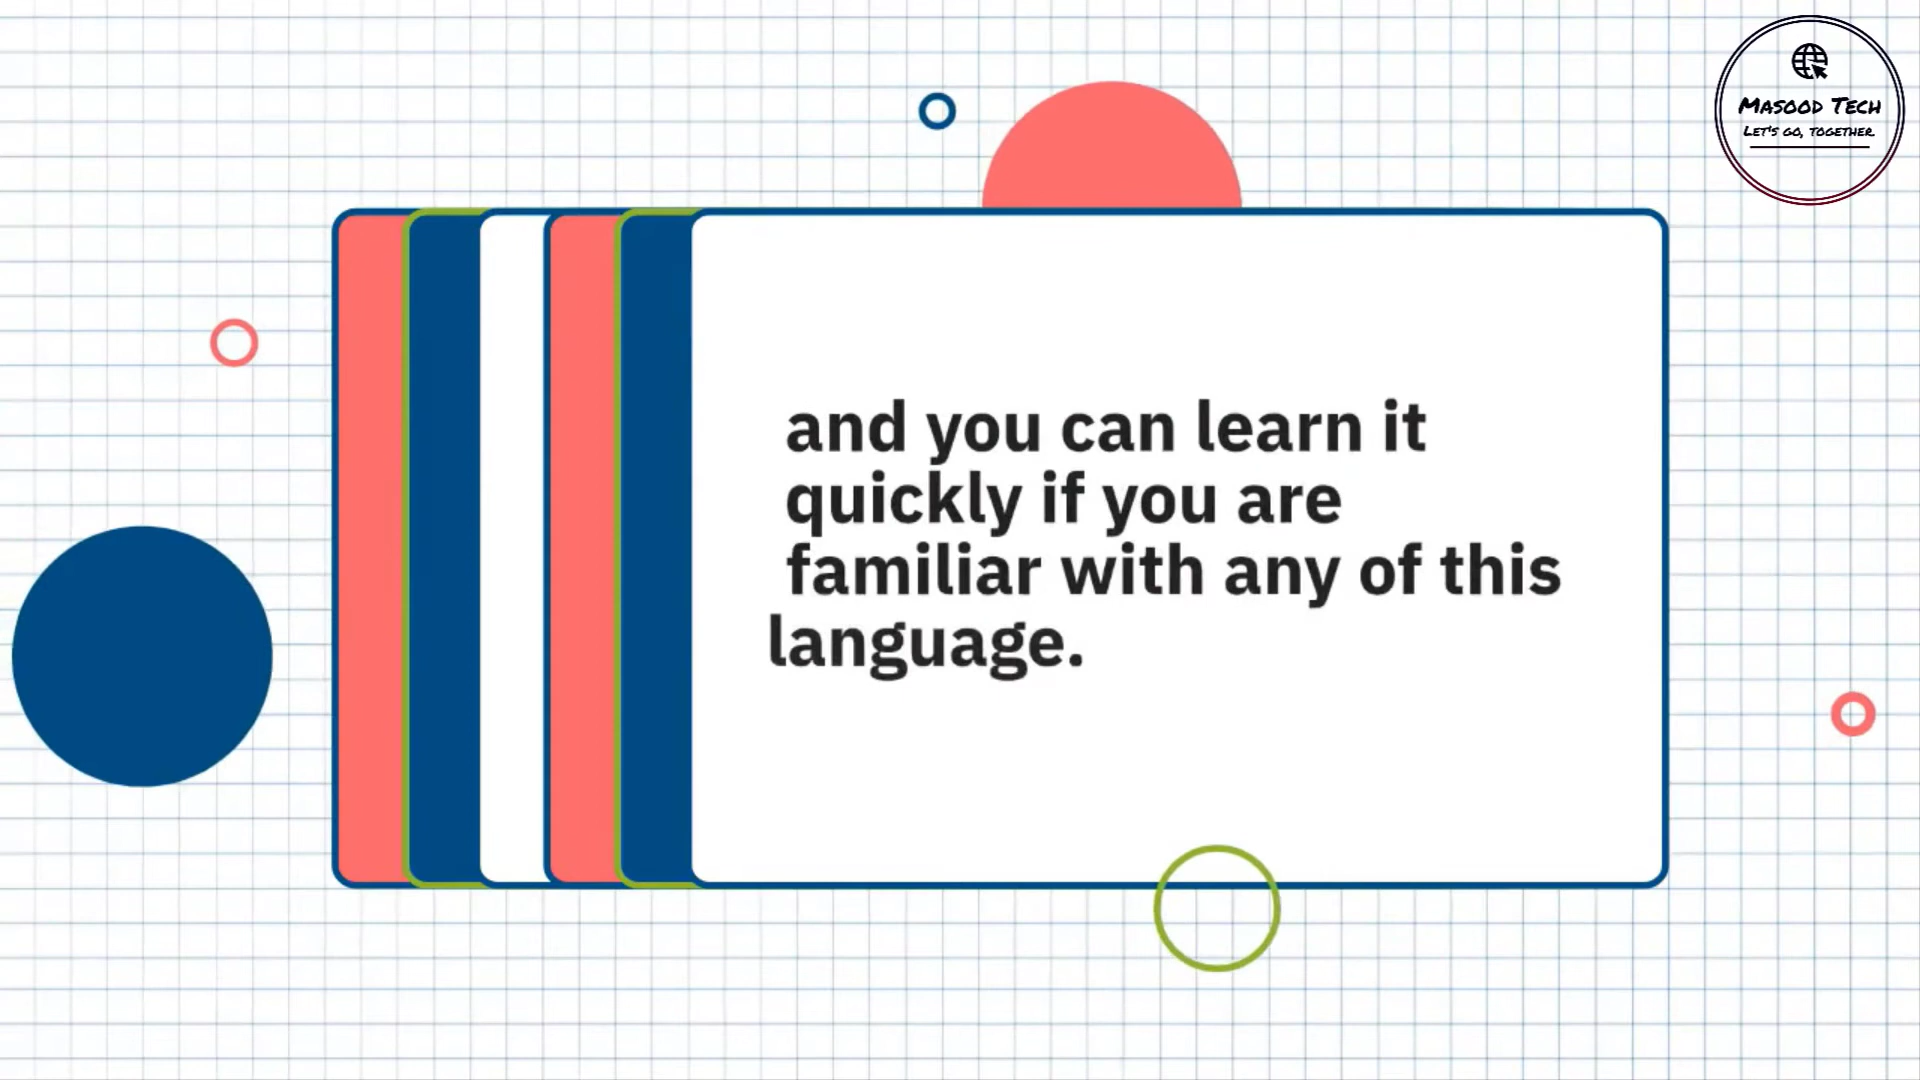 Masood Tech
Let's go, together.
and you can learn it
quickly if you are
familiar with any of this
language.